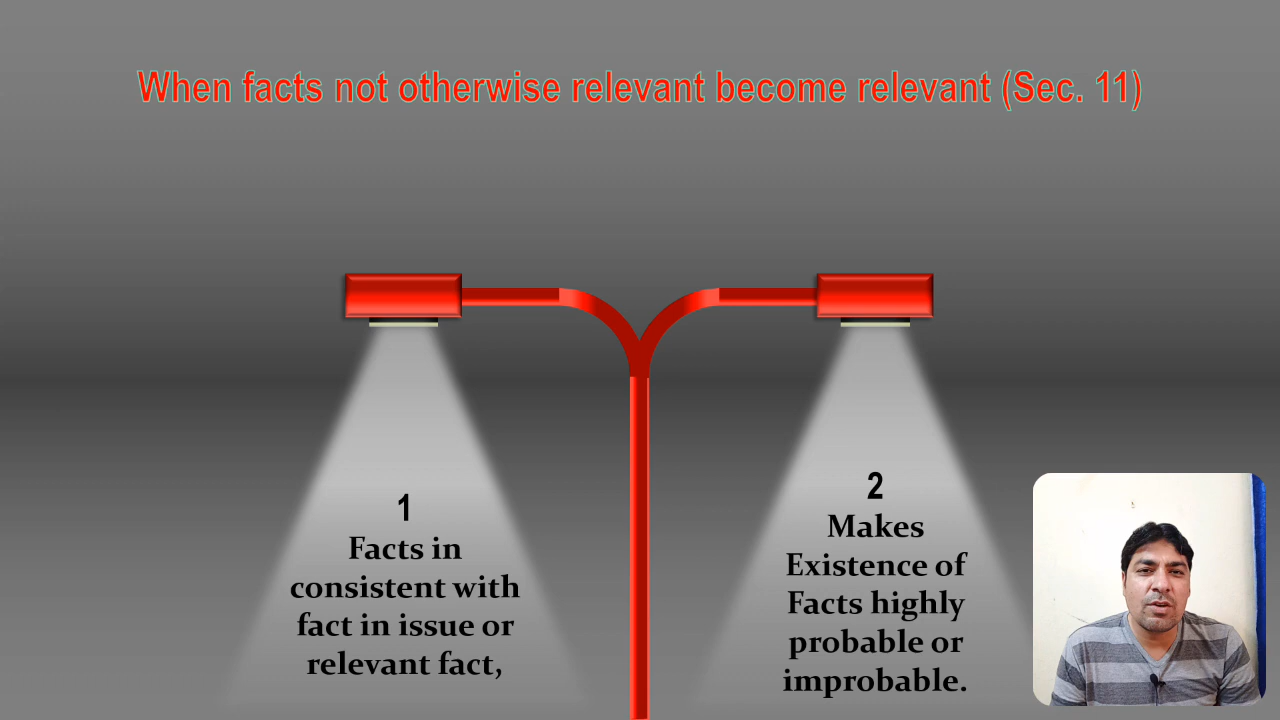 When facts not otherwise relevant become relevant (Sec. 11)
1
Facts in
consistent with
fact in issue or
relevant fact,
2
Makes
Existence of
Facts highly
probable or
improbable.